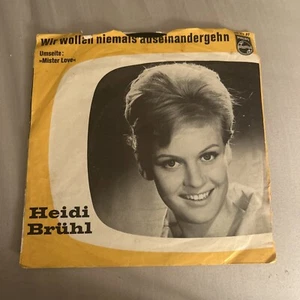 Wir wollen niemals auseinandergehn
Umseite:
»Mister Love«
Heidi
Brühl